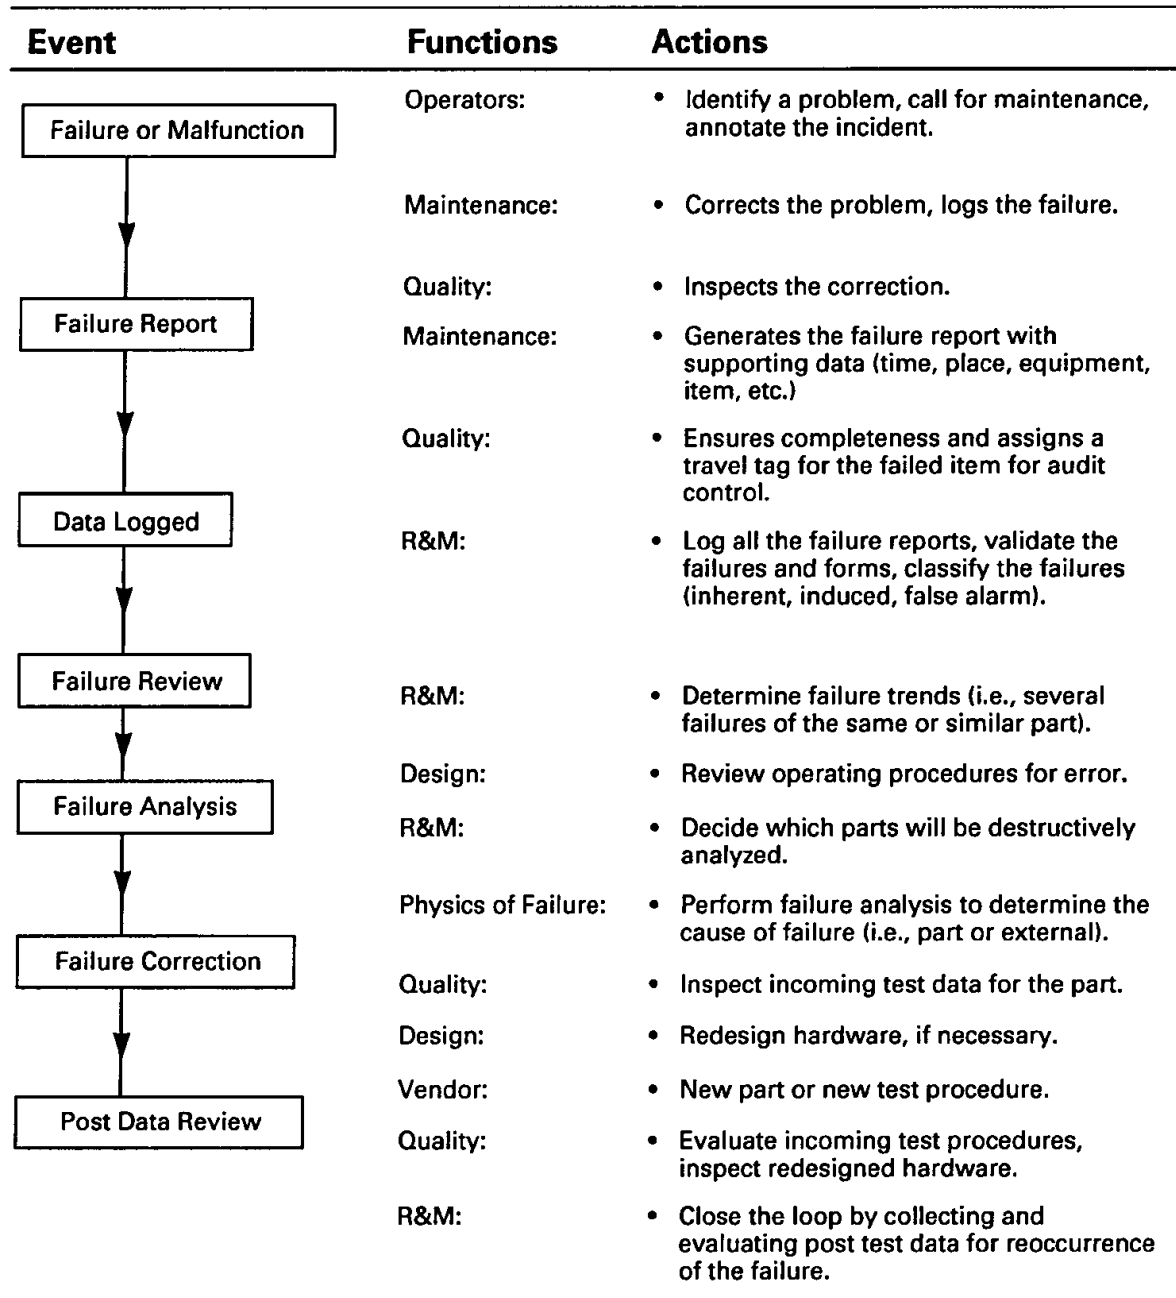 Event Functions Actions
Failure or Malfunction
Operators: • Identify a problem, call for maintenance,
annotate the incident.
Maintenance: • Corrects the problem, logs the failure.
Quality: • Inspects the correction.
Failure Report
Maintenance: • Generates the failure report with
supporting data (time, place, equipment,
item, etc.)
Quality: • Ensures completeness and assigns a
travel tag for the failed item for audit
control.
Data Logged
R&M: • Log all the failure reports, validate the
failures and forms, classify the failures
(inherent, induced, false alarm).
Failure Review
R&M: • Determine failure trends (i.e., several
failures of the same or similar part).
Design: • Review operating procedures for error.
Failure Analysis
R&M: • Decide which parts will be destructively
analyzed.
Physics of Failure: • Perform failure analysis to determine the
cause of failure (i.e., part or external).
Failure Correction
Quality: • Inspect incoming test data for the part.
Design: • Redesign hardware, if necessary.
Vendor: • New part or new test procedure.
Post Data Review
Quality: • Evaluate incoming test procedures,
inspect redesigned hardware.
R&M: • Close the loop by collecting and
evaluating post test data for reoccurrence
of the failure.